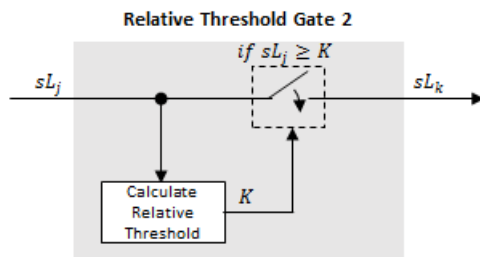 Relative Threshold Gate 2
if sL_j ≥ K
sL_j
sL_k
Calculate
Relative
Threshold
K